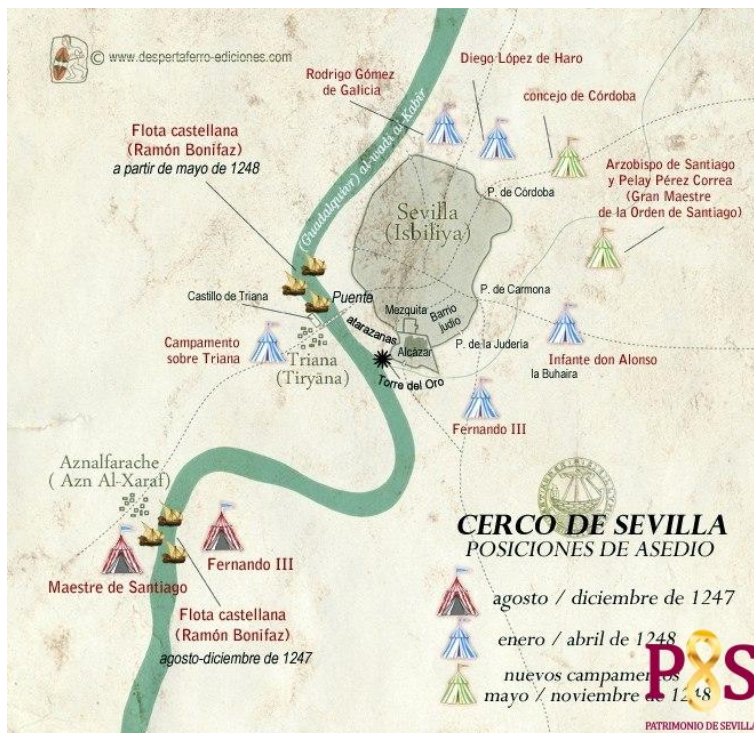 © www.despertaferro-ediciones.com
Rodrigo Gómez
de Galicia
Diego López de Haro
concejo de Córdoba
Flota castellana
(Ramón Bonifaz)
a partir de mayo de 1248
(Guadalquivir) al-wadi al-Kabir
Arzobispo de Santiago
y Pelay Pérez Correa
(Gran Maestre
de la Orden de Santiago)
P. de Córdoba
Sevilla
(Isbiliya)
Castillo de Triana
Puente
P. de Carmona
Mezquita
Barrio
judio
atarazanas
Campamento
sobre Triana
Triana
(Tiryāna)
Alcázar
P. de la Juderia
Infante don Alonso
la Buhaira
Torre del Oro
Fernando III
Aznalfarache
( Azn Al-Xaraf)
Maestre de Santiago
Fernando III
Flota castellana
(Ramón Bonifaz)
agosto-diciembre de 1247
CERCO DE SEVILLA
POSICIONES DE ASEDIO
agosto / diciembre de 1247
enero / abril de 1248
nuevos campamentos
mayo / noviembre de 1248
P8S
PATRIMONIO DE SEVILLA